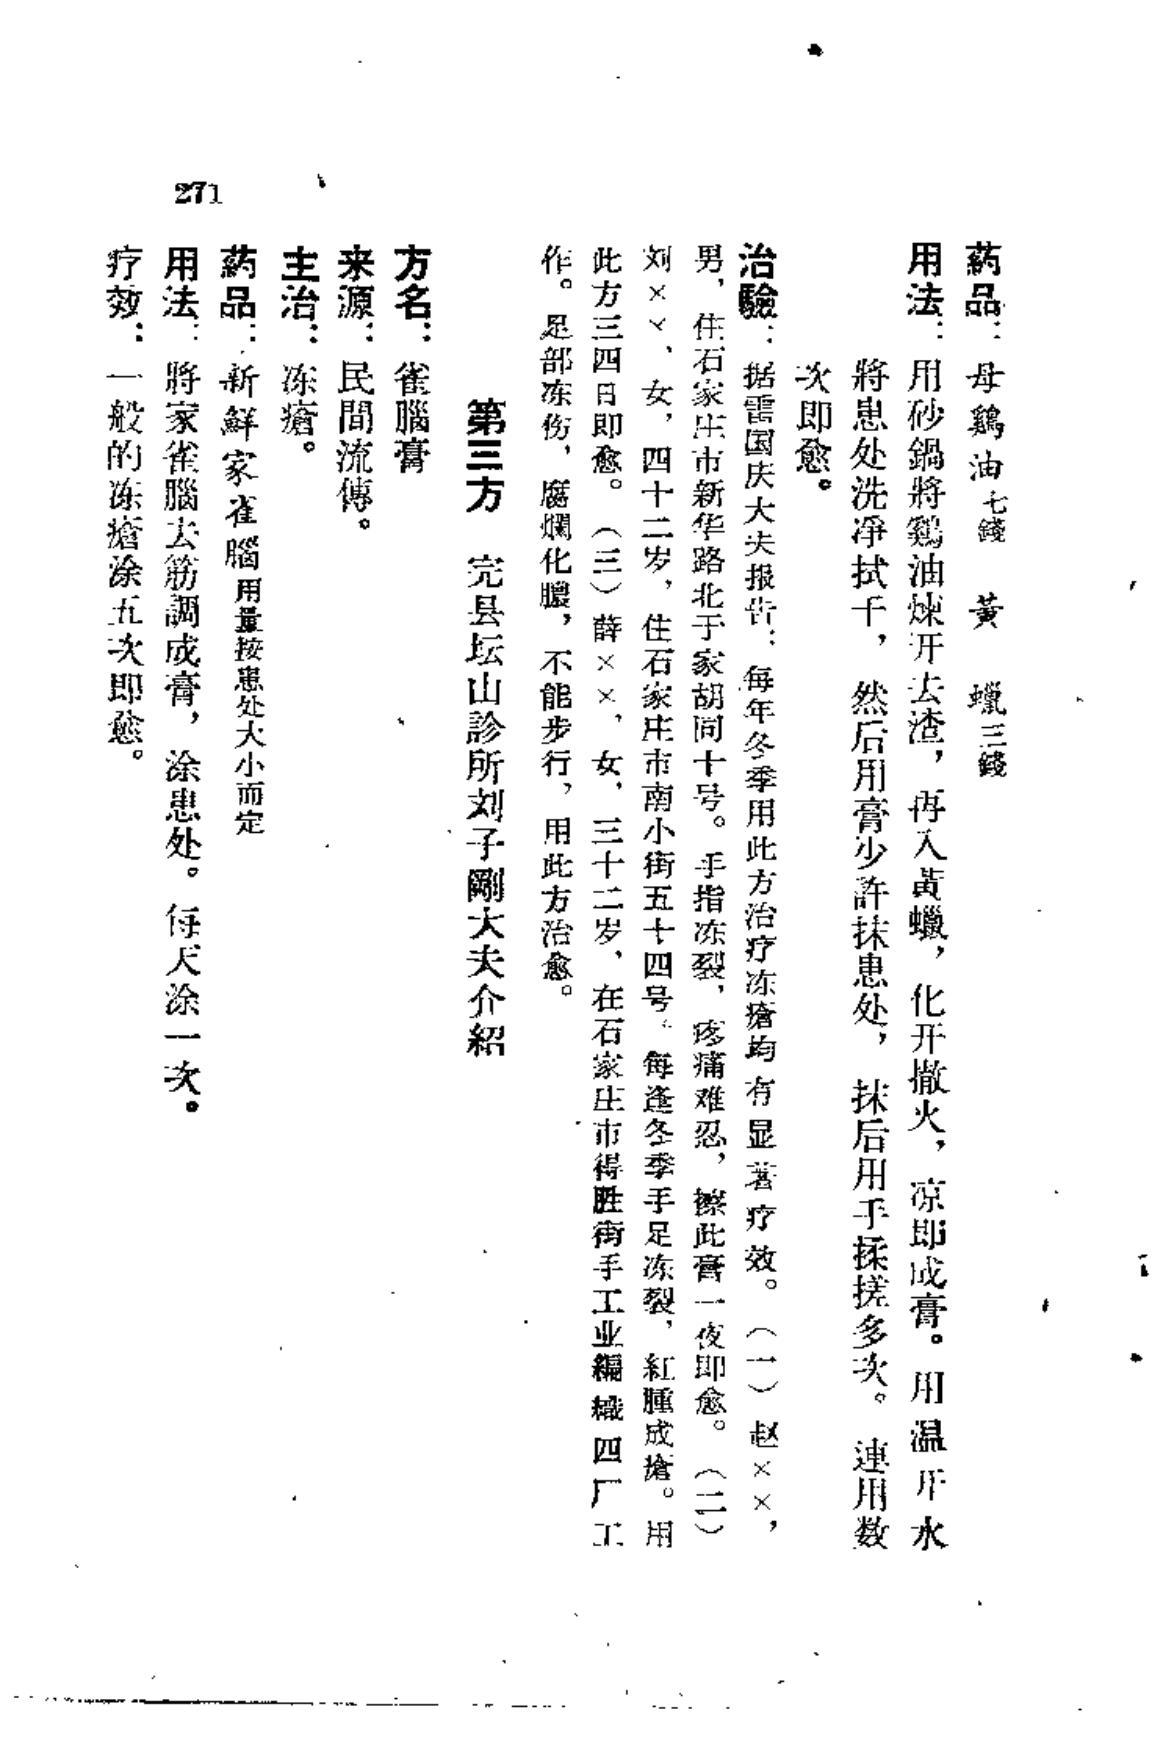 药品：母鷄油七錢　黃　蠟三錢
用法：用砂鍋將鷄油煉开去渣，再入黃蠟，化开撤火，凉即成膏。用温开水
將患处洗凈拭干，然后用膏少許抹患处，抹后用手揉搓多次。連用数
次即愈。
治驗：据雷国庆大夫报告：每年冬季用此方治疗冻瘡均有显著疗效。（一）赵××，
男，住石家庄市新华路北于家胡同十号。手指冻裂，疼痛难忍，擦此膏一夜即愈。（二）
刘××，女，四十二岁，住石家庄市南小街五十四号。每逢冬季手足冻裂，紅腫成瘡。用
此方三四日即愈。（三）薛××，女，三十二岁，在石家庄市得胜街手工业編織四厂工
作。足部冻伤，腐爛化膿，不能步行，用此方治愈。
第三方　完县坛山診所刘子剛大夫介紹
方名：雀腦膏
来源：民間流傳。
主治：冻瘡。
药品：新鮮家雀腦用量按患处大小而定
用法：將家雀腦去筋調成膏，涂患处。每天涂一次。
疗效：一般的冻瘡涂五次即愈。
271